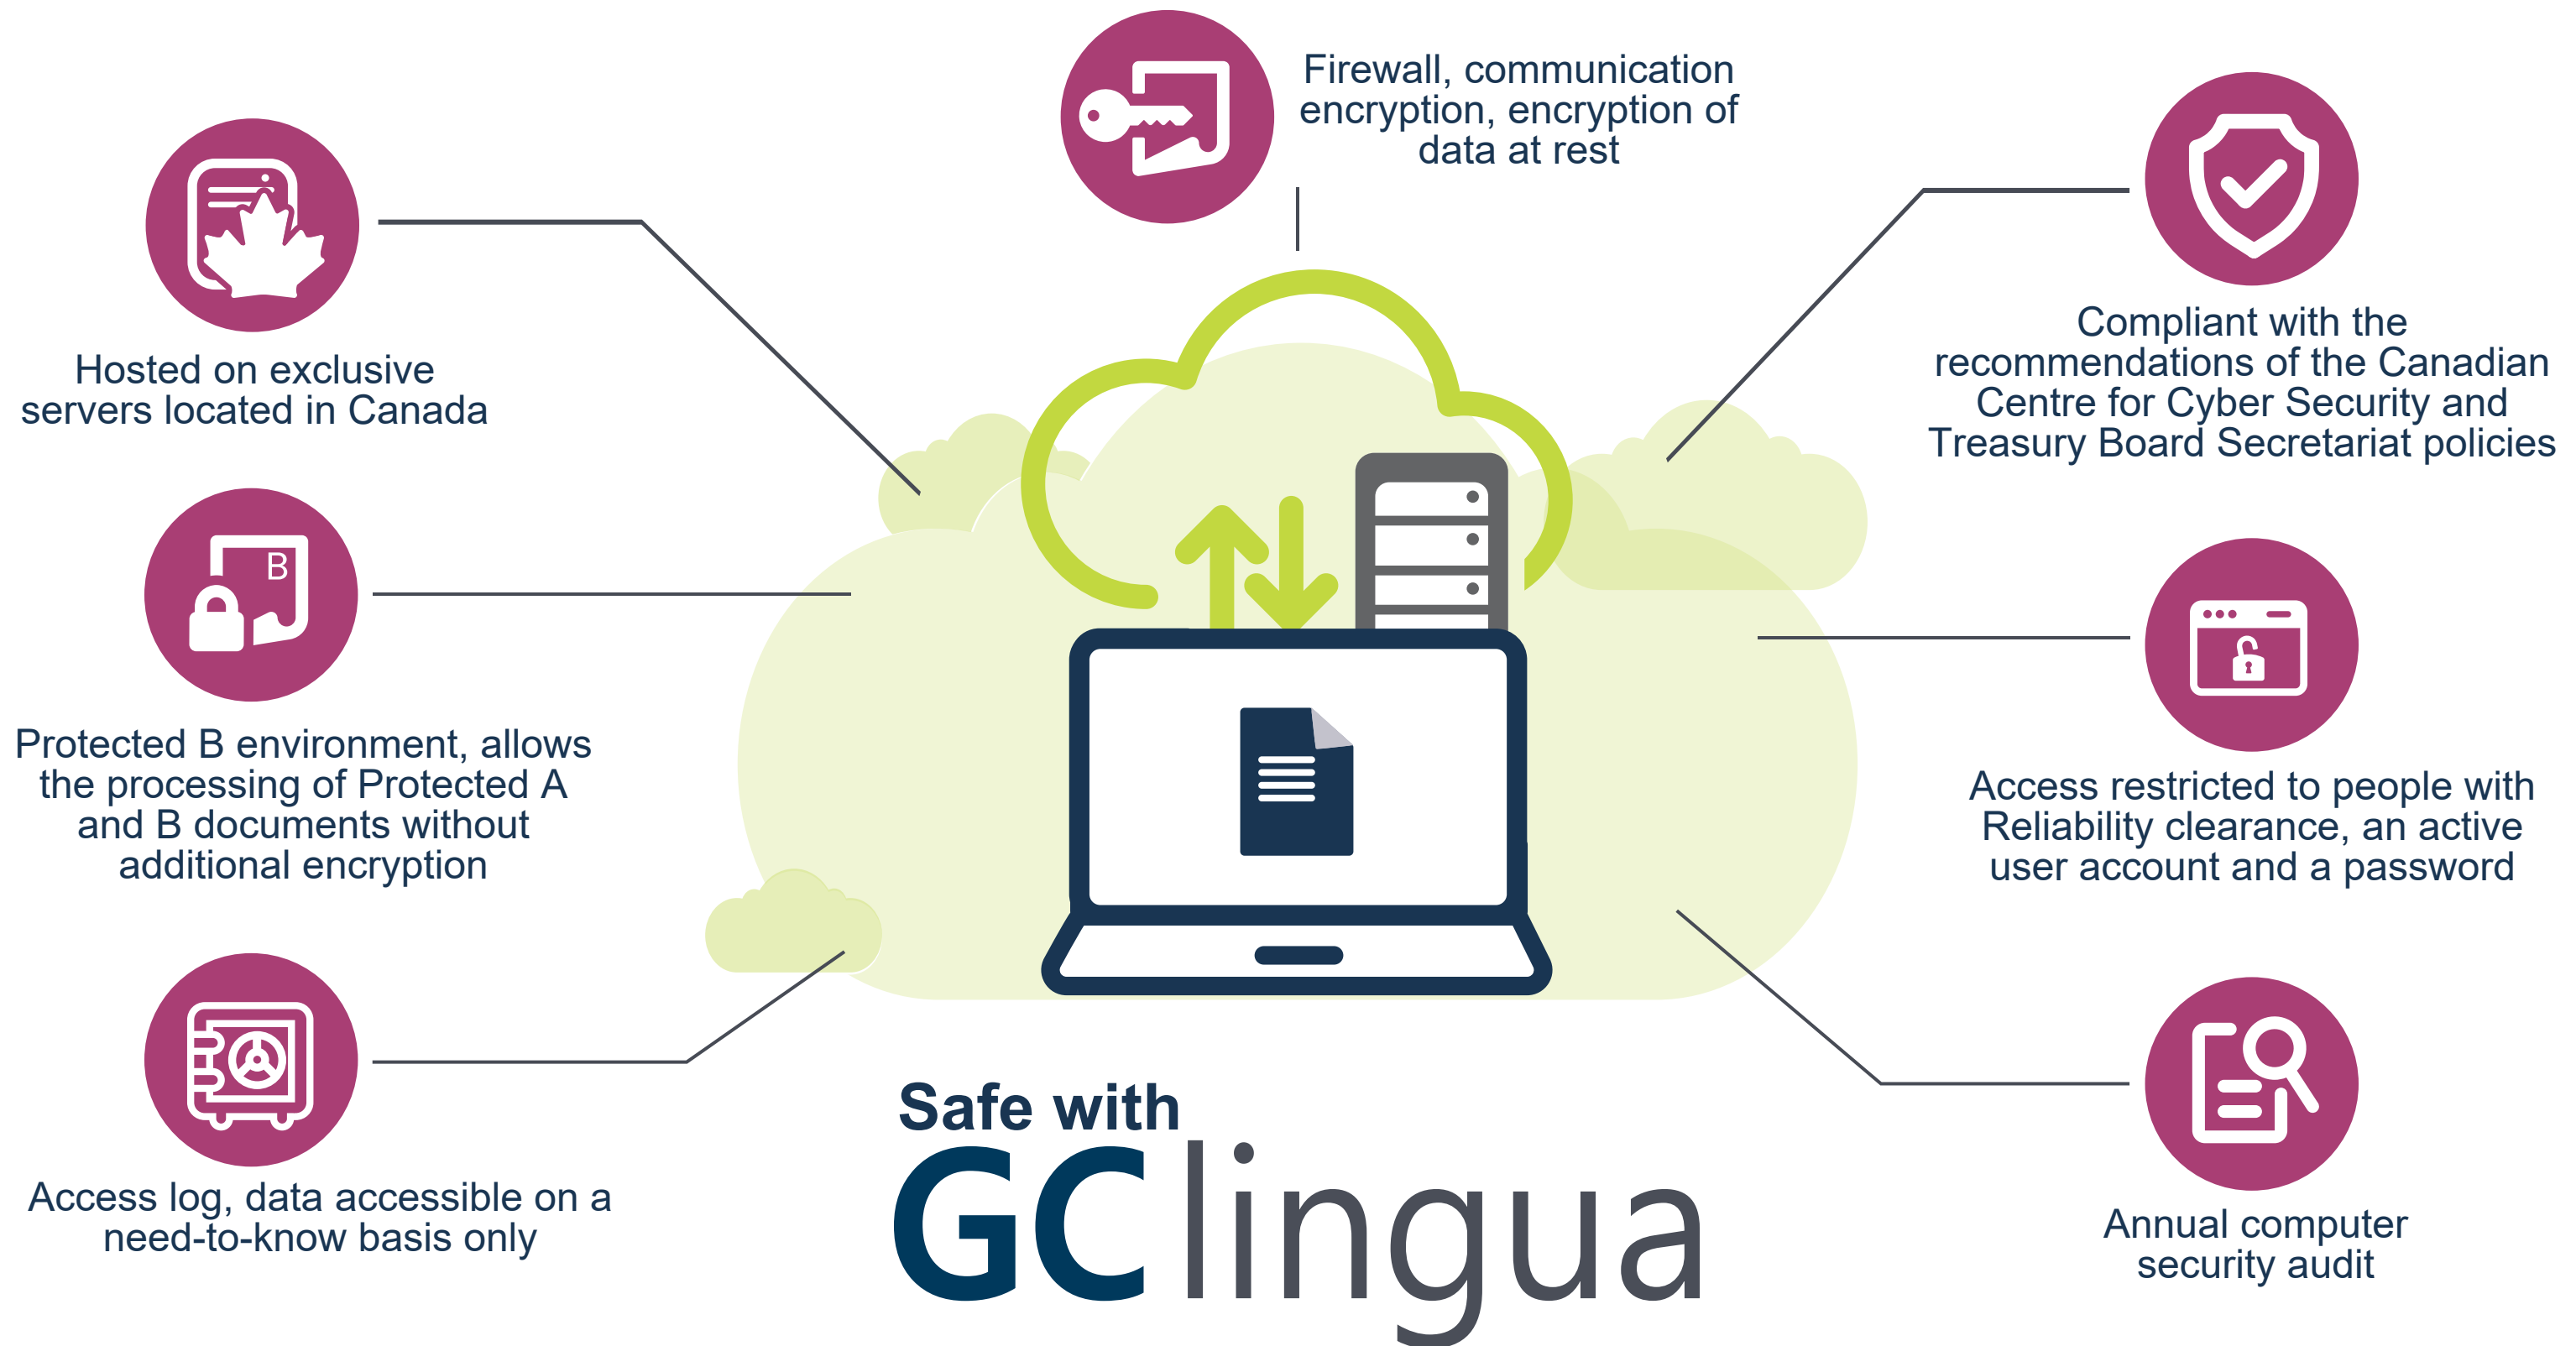 Firewall, communication
encryption, encryption of
data at rest
Hosted on exclusive
servers located in Canada
Compliant with the
recommendations of the Canadian
Centre for Cyber Security and
Treasury Board Secretariat policies
B
Protected B environment, allows
the processing of Protected A
and B documents without
additional encryption
Access restricted to people with
Reliability clearance, an active
user account and a password
Access log, data accessible on a
need-to-know basis only
Annual computer
security audit
Safe with
GClingua